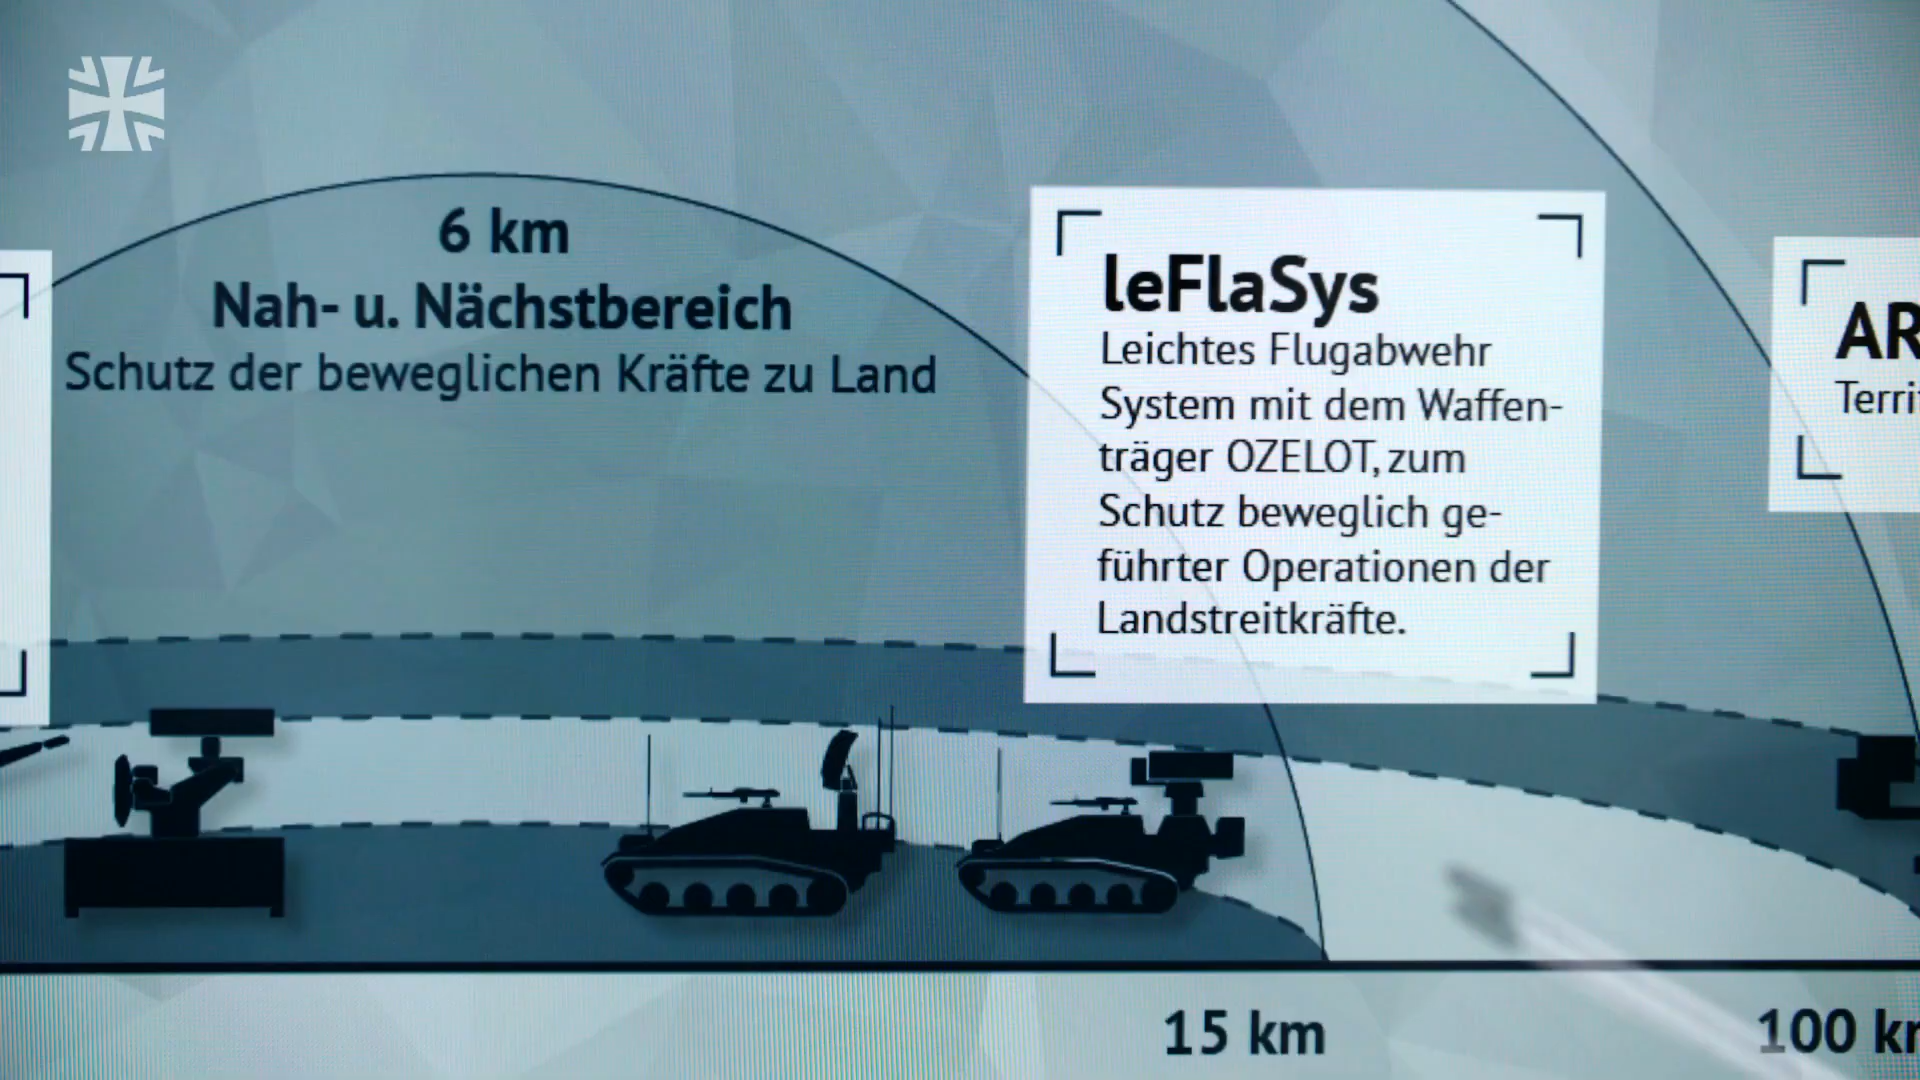 6 km
Nah- u. Nächstbereich
Schutz der beweglichen Kräfte zu Land
leFlaSys
Leichtes Flugabwehr
System mit dem Waffen-
träger OZELOT, zum
Schutz beweglich ge-
führter Operationen der
Landstreitkräfte.
15 km
100